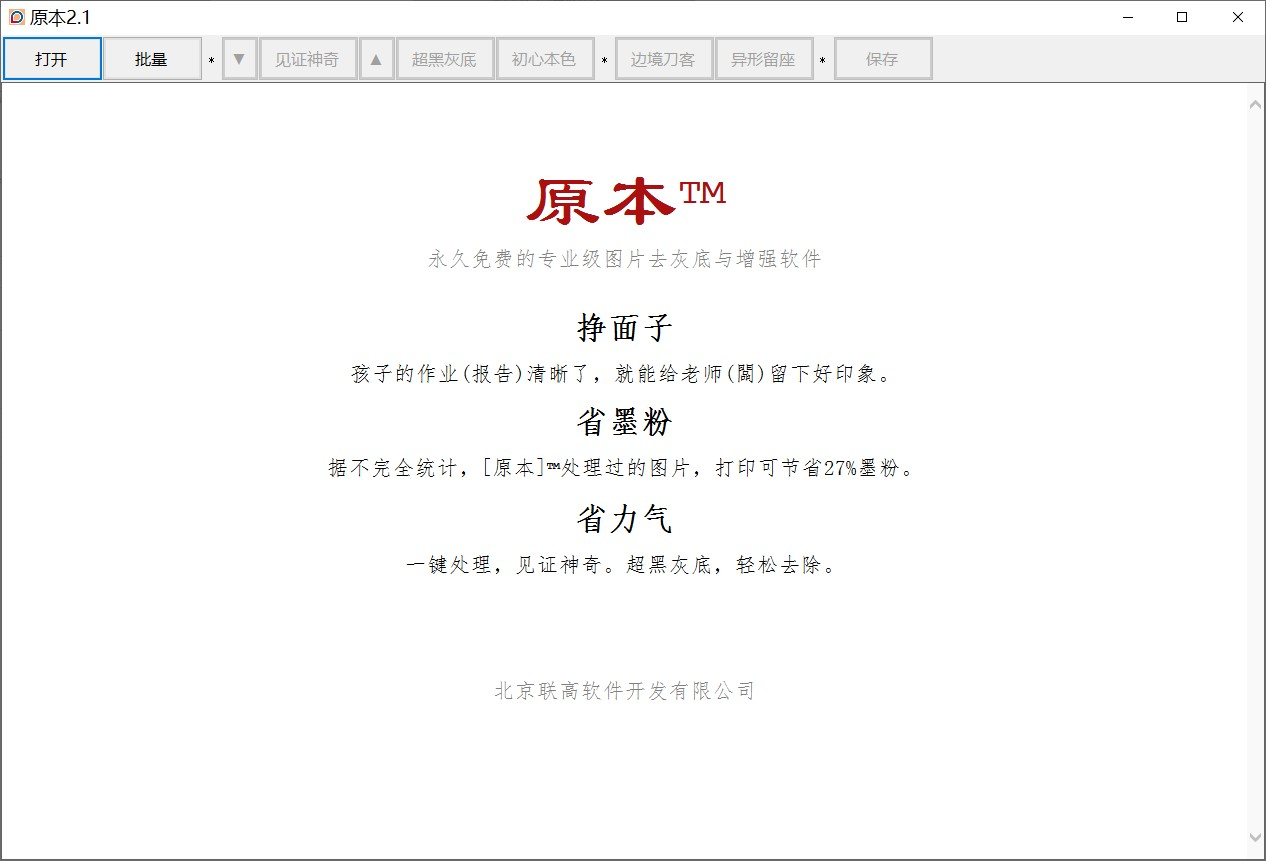 原本2.1
打开 批量 * ▼ 见证神奇 ▲ 超黑灰底 初心本色 * 边境刀客 异形留座 * 保存
原本™
永久免费的专业级图片去灰底与增强软件
挣面子
孩子的作业(报告)清晰了，就能给老师(闆)留下好印象。
省墨粉
据不完全统计，[原本]™处理过的图片，打印可节省27%墨粉。
省力气
一键处理，见证神奇。超黑灰底，轻松去除。
北京联高软件开发有限公司